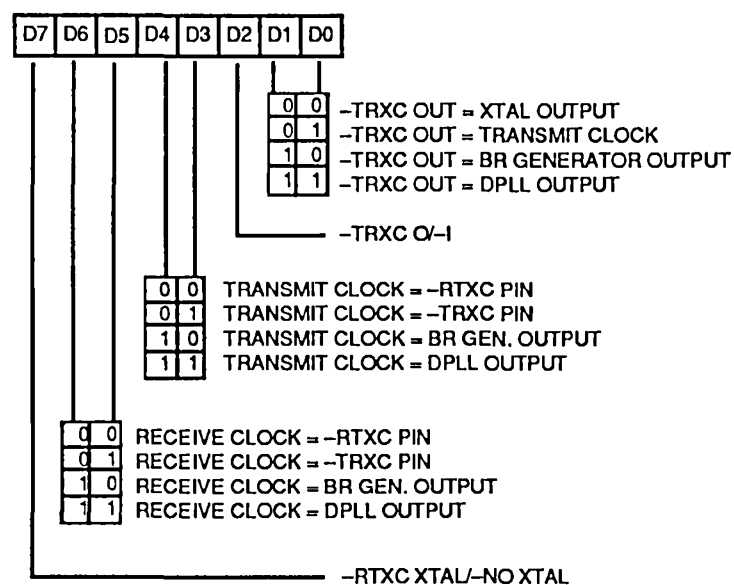 D7 D6 D5 D4 D3 D2 D1 D0
0 0 –TRXC OUT = XTAL OUTPUT
0 1 –TRXC OUT = TRANSMIT CLOCK
1 0 –TRXC OUT = BR GENERATOR OUTPUT
1 1 –TRXC OUT = DPLL OUTPUT
–TRXC O/–I
0 0 TRANSMIT CLOCK = –RTXC PIN
0 1 TRANSMIT CLOCK = –TRXC PIN
1 0 TRANSMIT CLOCK = BR GEN. OUTPUT
1 1 TRANSMIT CLOCK = DPLL OUTPUT
0 0 RECEIVE CLOCK = –RTXC PIN
0 1 RECEIVE CLOCK = –TRXC PIN
1 0 RECEIVE CLOCK = BR GEN. OUTPUT
1 1 RECEIVE CLOCK = DPLL OUTPUT
–RTXC XTAL/–NO XTAL